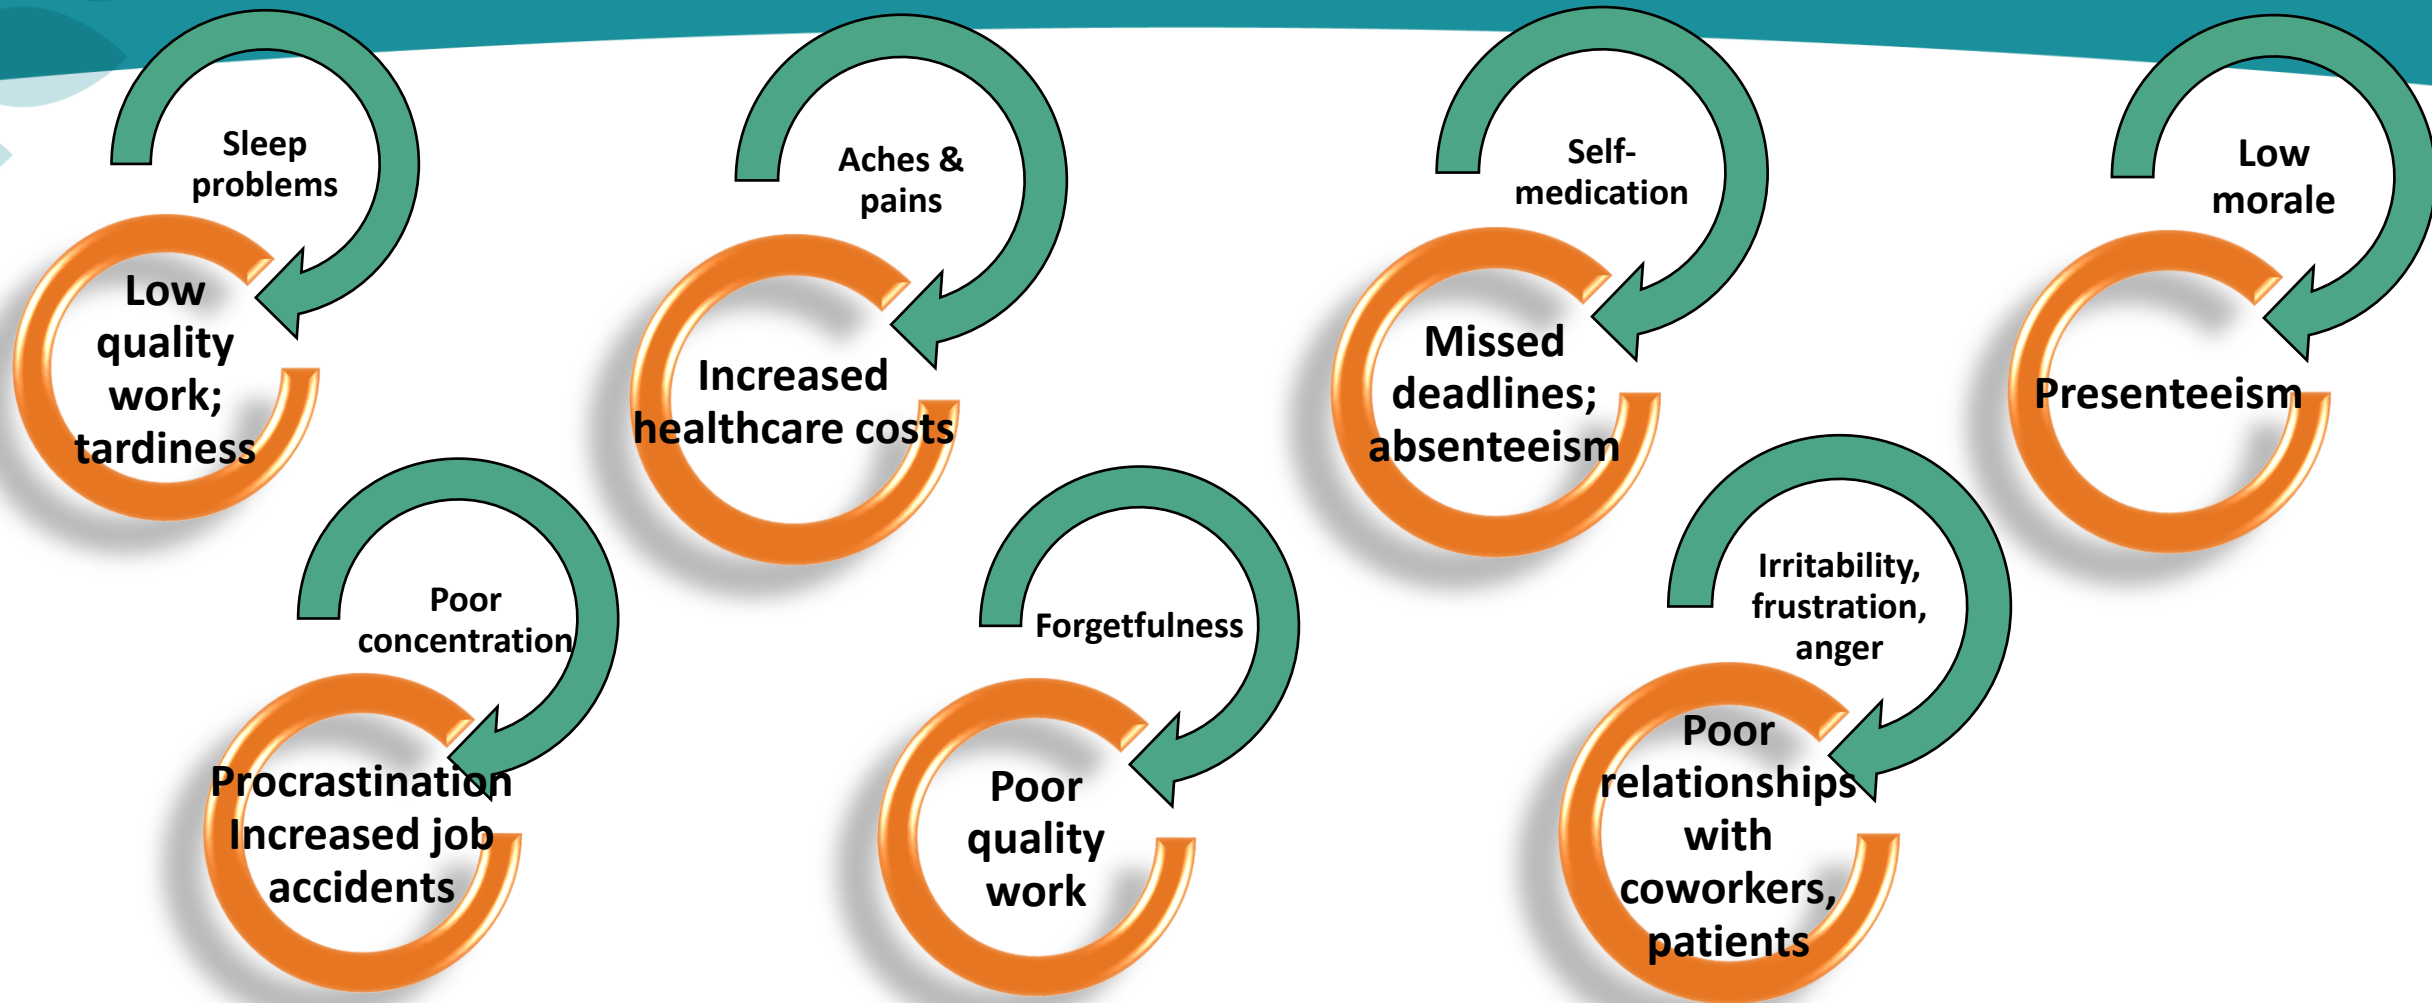 Sleep
problems
Low
quality
work;
tardiness
Aches &
pains
Increased
healthcare costs
Self-
medication
Missed
deadlines;
absenteeism
Low
morale
Presenteeism
Poor
concentration
Procrastination
Increased job
accidents
Forgetfulness
Poor
quality
work
Irritability,
frustration,
anger
Poor
relationships
with
coworkers,
patients